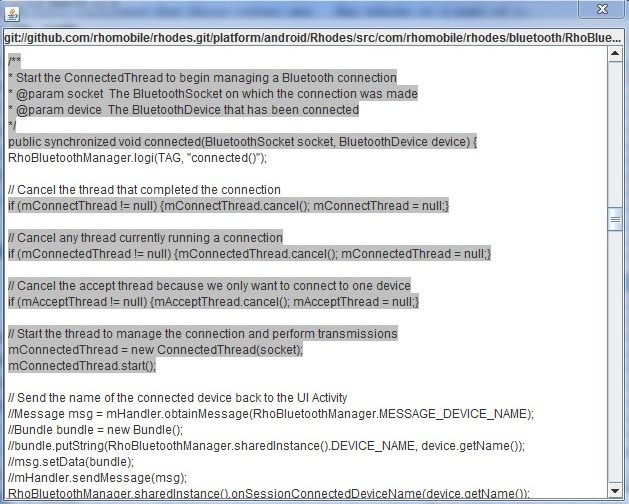 git://github.com/rhomobile/rhodes.git/platform/android/Rhodes/src/com/rhomobile/rhodes/bluetooth/RhoBlue...
/**
* Start the ConnectedThread to begin managing a Bluetooth connection
* @param socket  The BluetoothSocket on which the connection was made
* @param device  The BluetoothDevice that has been connected
*/
public synchronized void connected(BluetoothSocket socket, BluetoothDevice device) {
RhoBluetoothManager.logi(TAG, "connected()");

// Cancel the thread that completed the connection
if (mConnectThread != null) {mConnectThread.cancel(); mConnectThread = null;}

// Cancel any thread currently running a connection
if (mConnectedThread != null) {mConnectedThread.cancel(); mConnectedThread = null;}

// Cancel the accept thread because we only want to connect to one device
if (mAcceptThread != null) {mAcceptThread.cancel(); mAcceptThread = null;}

// Start the thread to manage the connection and perform transmissions
mConnectedThread = new ConnectedThread(socket);
mConnectedThread.start();

// Send the name of the connected device back to the UI Activity
//Message msg = mHandler.obtainMessage(RhoBluetoothManager.MESSAGE_DEVICE_NAME);
//Bundle bundle = new Bundle();
//bundle.putString(RhoBluetoothManager.sharedInstance().DEVICE_NAME, device.getName());
//msg.setData(bundle);
//mHandler.sendMessage(msg);
RhoBluetoothManager.sharedInstance().onSessionConnectedDeviceName(device.getName());